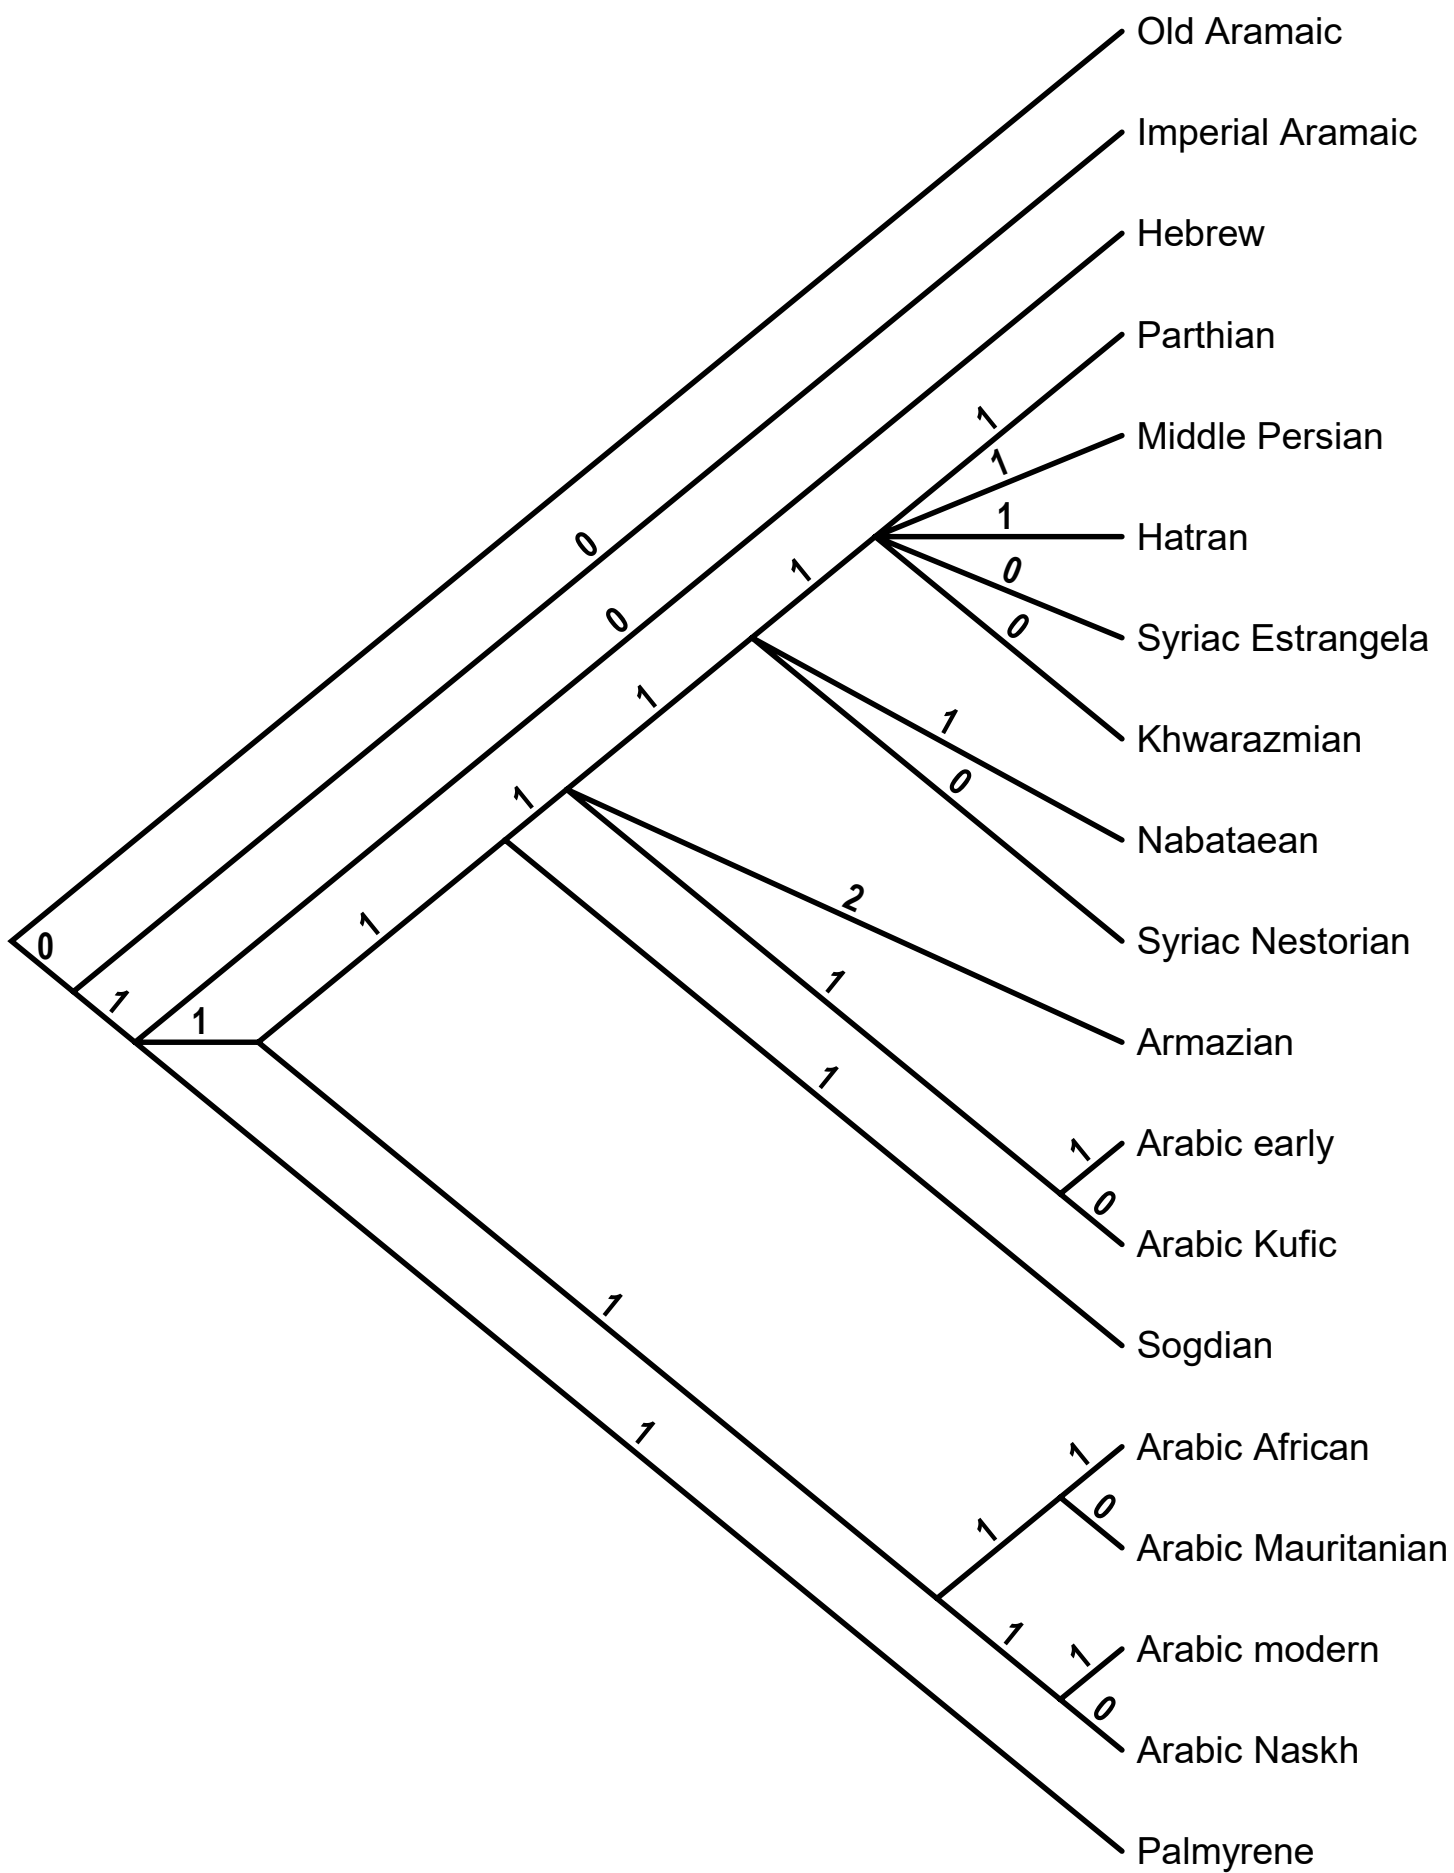 Old Aramaic
Imperial Aramaic
Hebrew
Parthian
1
Middle Persian
1
1
Hatran
0
1
0
Syriac Estrangela
0
0
1
Khwarazmian
1
0
1
Nabataean
2
1
Syriac Nestorian
0
1
1
1
Armazian
1
1
Arabic early
0
Arabic Kufic
1
Sogdian
1
1
Arabic African
0
1
Arabic Mauritanian
1
1
Arabic modern
0
Arabic Naskh
Palmyrene